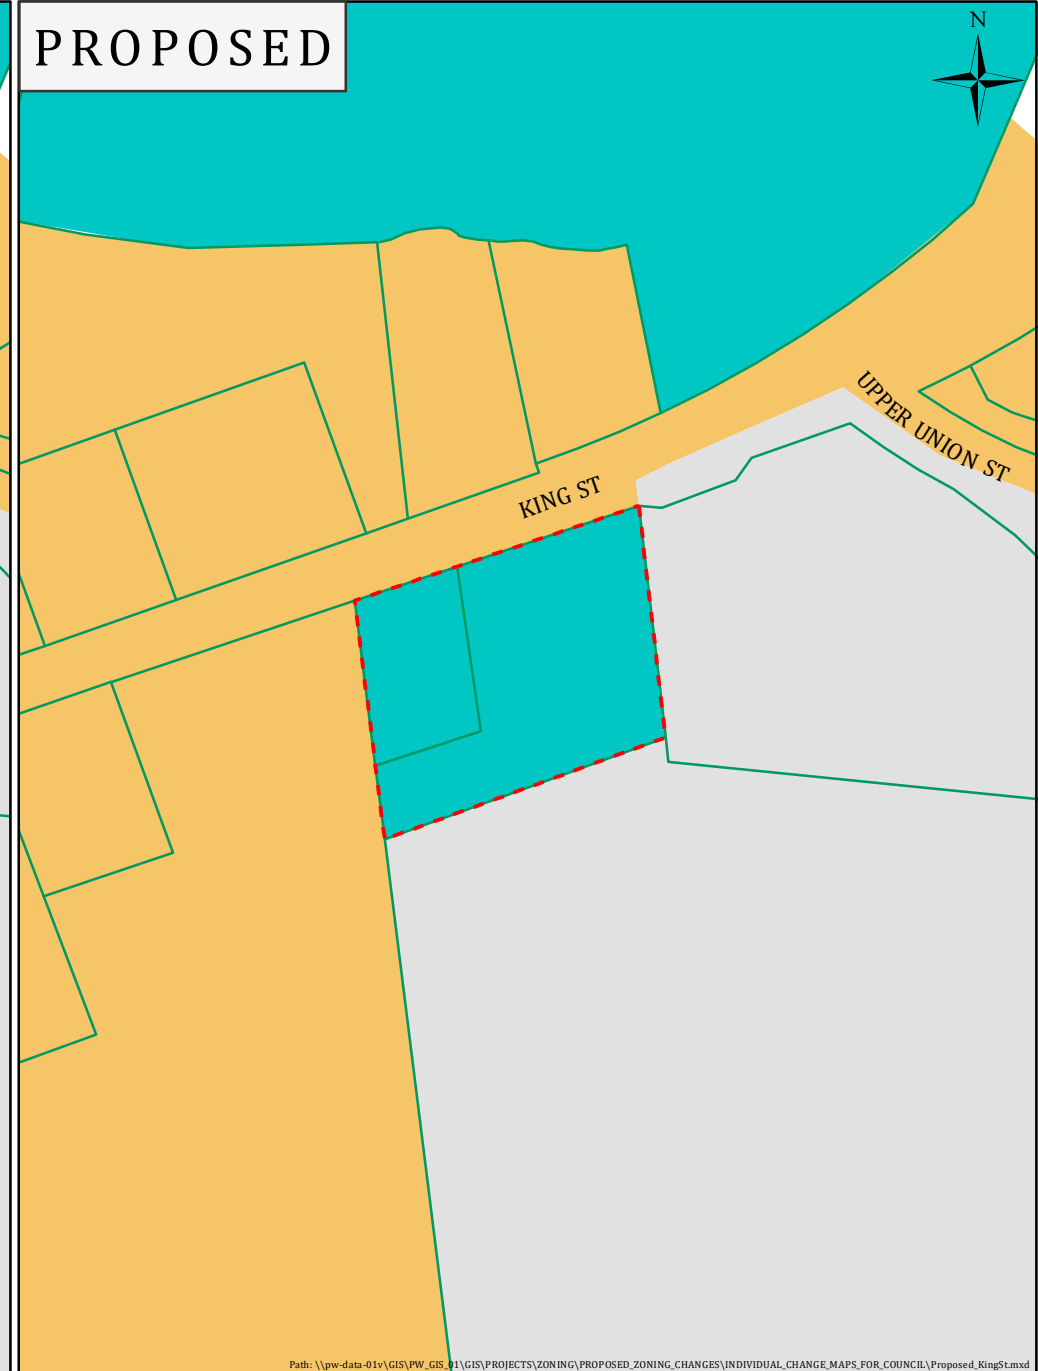 PROPOSED
N
UPPER UNION ST
KING ST
Path: \\pw-data-01v\GIS\PW_GIS_01\GIS\PROJECTS\ZONING\PROPOSED_ZONING_CHANGES\INDIVIDUAL_CHANGE_MAPS_FOR_COUNCIL\Proposed_KingSt.mxd